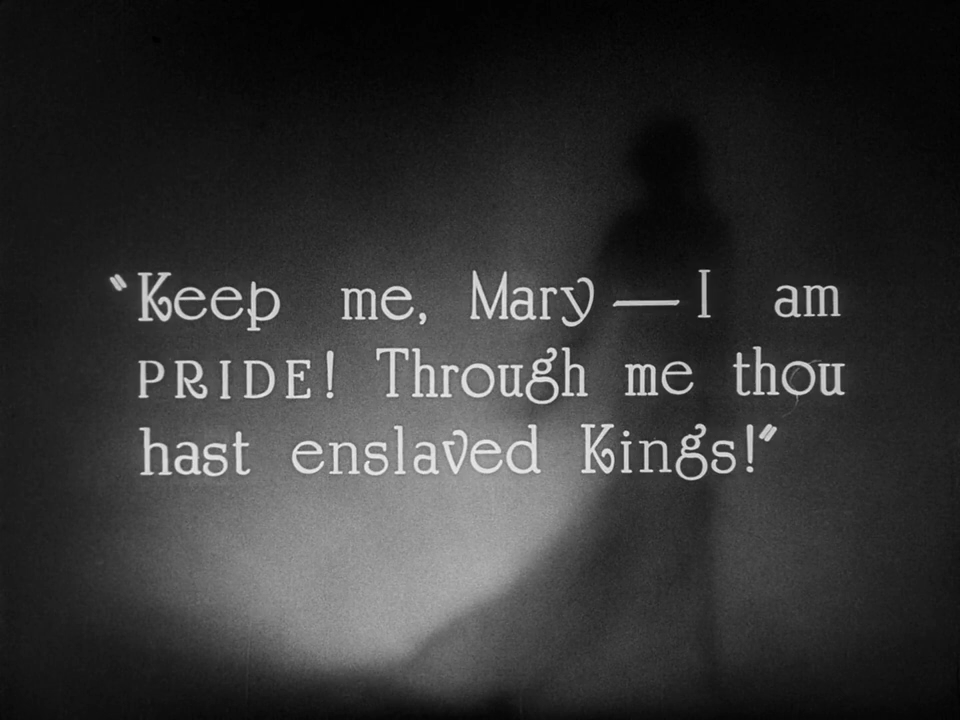 "Keep me, Mary — I am
PRIDE! Through me thou
hast enslaved Kings!"